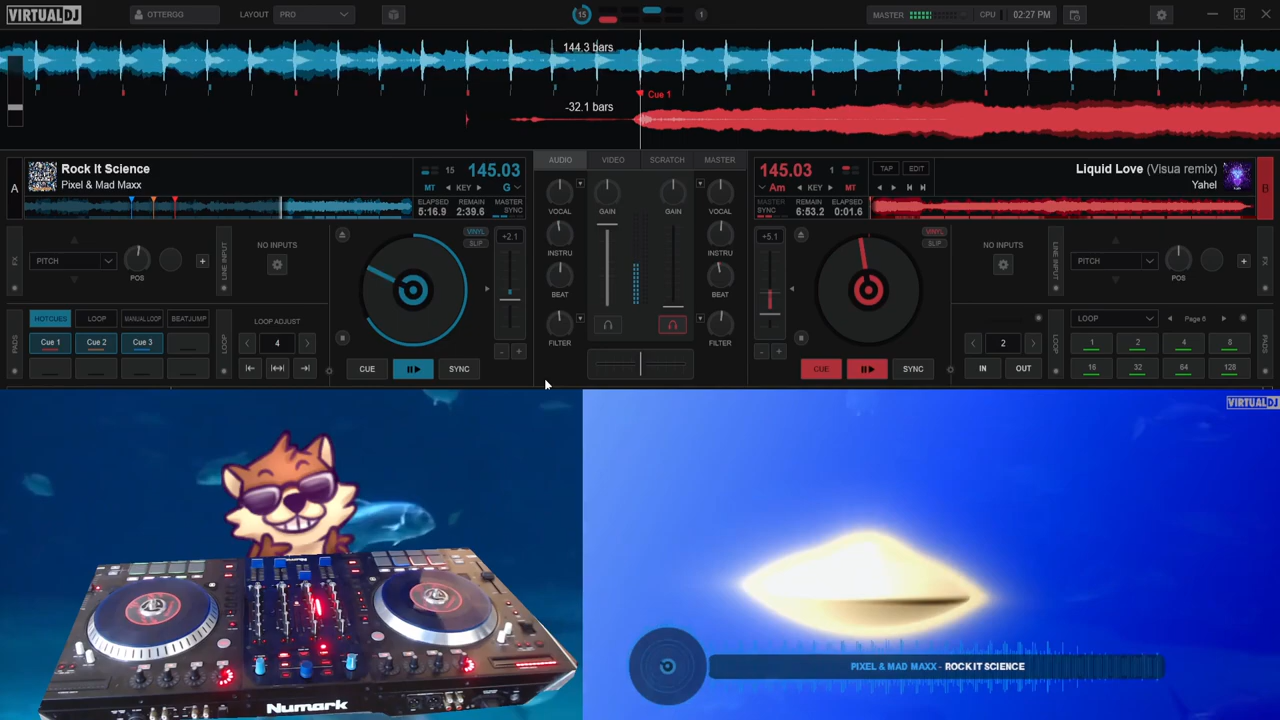 VIRTUALDJ
OTTERGG
LAYOUT PRO
15
1
MASTER
CPU
02:27 PM
144.3 bars
Cue 1
-32.1 bars
A
Rock It Science
Pixel & Mad Maxx
15
145.03
MT
KEY
G
ELAPSED
5:16.9
REMAIN
2:39.6
MASTER
SYNC
AUDIO
VIDEO
SCRATCH
MASTER
145.03
1
Am
KEY
MT
MASTER
SYNC
REMAIN
6:53.2
ELAPSED
0:01.6
TAP
EDIT
Liquid Love (Visua remix)
Yahel
B
FX
PITCH
POS
LINE INPUT
NO INPUTS
VINYL
SLIP
+2.1
VOCAL
GAIN
GAIN
VOCAL
INSTRU
INSTRU
BEAT
BEAT
FILTER
FILTER
+5.1
VINYL
SLIP
NO INPUTS
LINE INPUT
PITCH
POS
FX
PADS
HOTCUES
LOOP
MANUAL LOOP
BEATJUMP
Cue 1
Cue 2
Cue 3
LOOP
LOOP ADJUST
4
CUE
SYNC
CUE
SYNC
2
IN
OUT
LOOP
LOOP
Page 6
1
2
4
8
16
32
64
128
PADS
VIRTUALDJ
Numark
PIXEL & MAD MAXX - ROCK IT SCIENCE